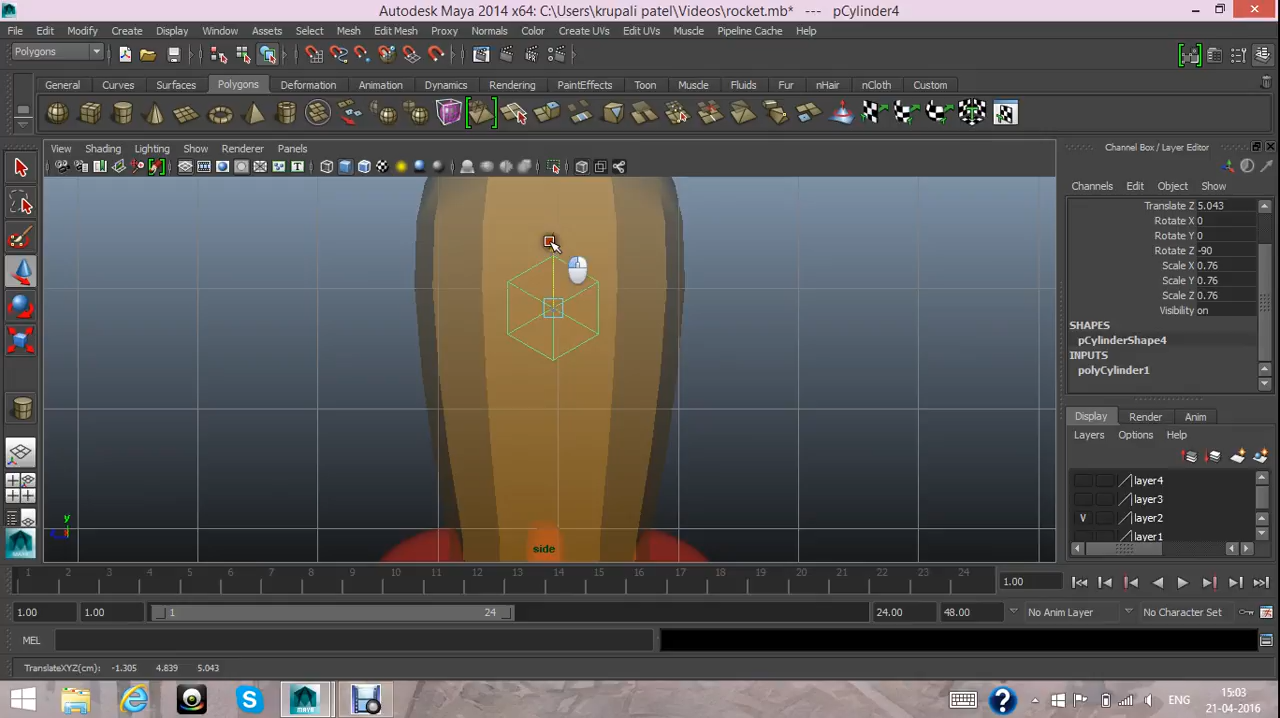 Autodesk Maya 2014 x64: C:\Users\krupali patel\Videos\rocket.mb* --- pCylinder4
File Edit Modify Create Display Window Assets Select Mesh Edit Mesh Proxy Normals Color Create UVs Edit UVs Muscle Pipeline Cache Help
Polygons
General Curves Surfaces Polygons Deformation Animation Dynamics Rendering PaintEffects Toon Muscle Fluids Fur nHair nCloth Custom
View Shading Lighting Show Renderer Panels
Channel Box / Layer Editor
Channels Edit Object Show
Translate Z 5.043
Rotate X 0
Rotate Y 0
Rotate Z -90
Scale X 0.76
Scale Y 0.76
Scale Z 0.76
Visibility on
SHAPES
pCylinderShape4
INPUTS
polyCylinder1
Display Render Anim
Layers Options Help
layer4
layer3
V layer2
layer1
y
side
1 2 3 4 5 6 7 8 9 10 11 12 13 14 15 16 17 18 19 20 21 22 23 24
1.00
1.00 1.00 1 24 24.00 48.00 No Anim Layer No Character Set
MEL
TranslateXYZ(cm): -1.305 4.839 5.043
ENG
15:03
21-04-2016